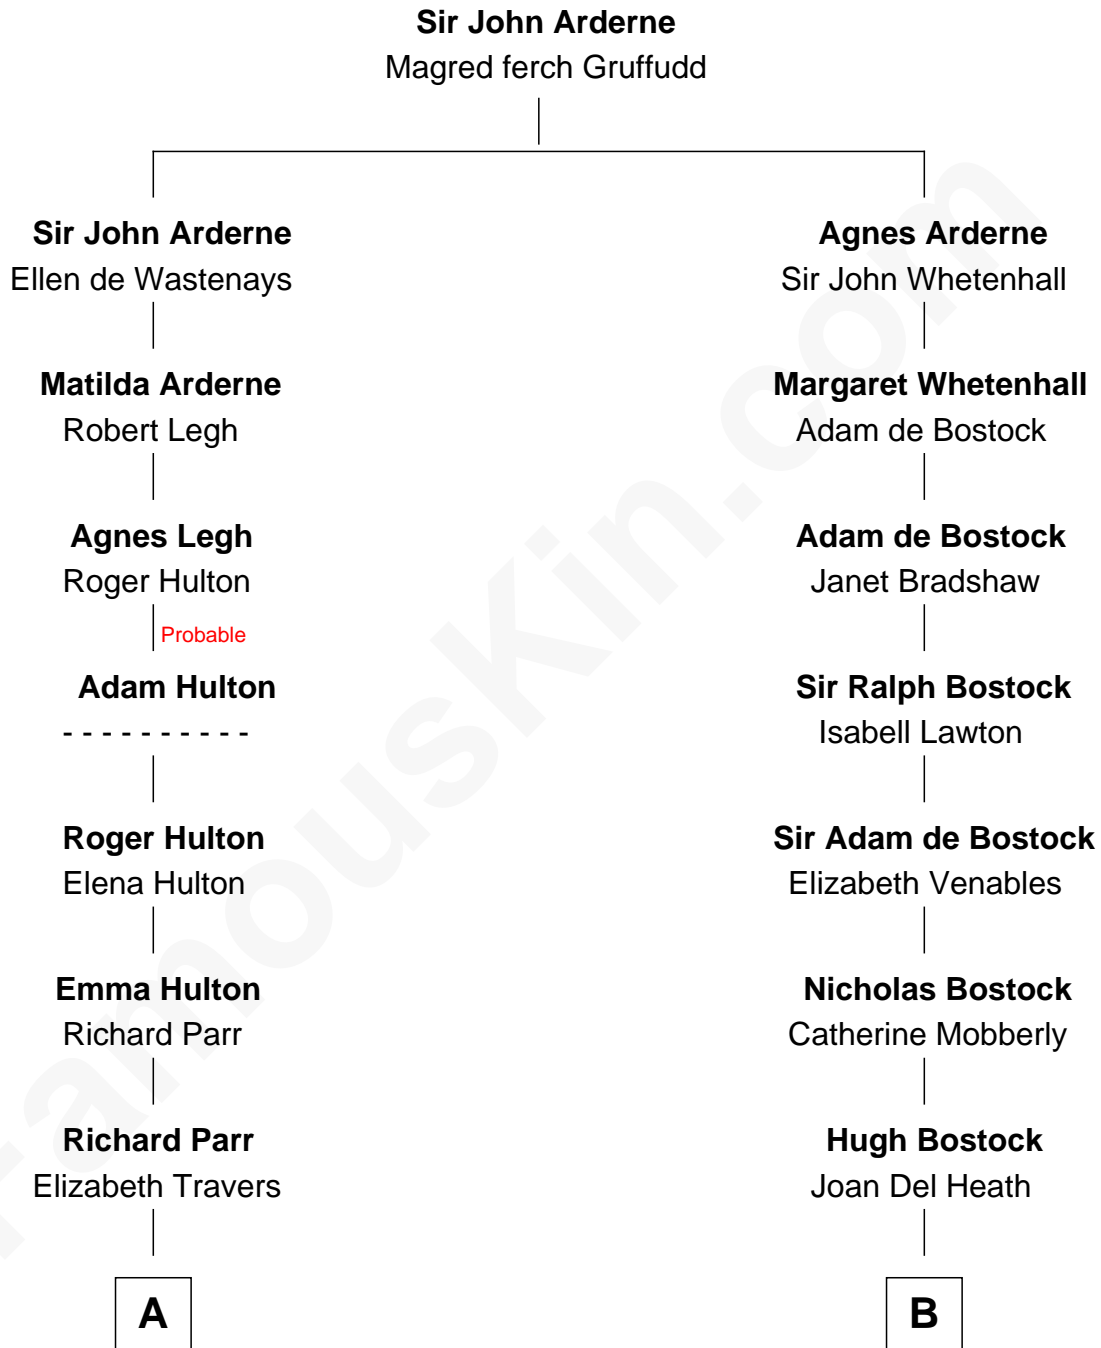 Sir John Arderne
Magred ferch Gruffudd
Sir John Arderne
Ellen de Wastenays
Agnes Arderne
Sir John Whetenhall
Matilda Arderne
Robert Legh
Margaret Whetenhall
Adam de Bostock
Agnes Legh
Roger Hulton
Adam de Bostock
Janet Bradshaw
Probable
Adam Hulton
- - - - - - - - - -
Sir Ralph Bostock
Isabell Lawton
Roger Hulton
Elena Hulton
Sir Adam de Bostock
Elizabeth Venables
Emma Hulton
Richard Parr
Nicholas Bostock
Catherine Mobberly
Richard Parr
Elizabeth Travers
Hugh Bostock
Joan Del Heath
A
B
FamousKin.com